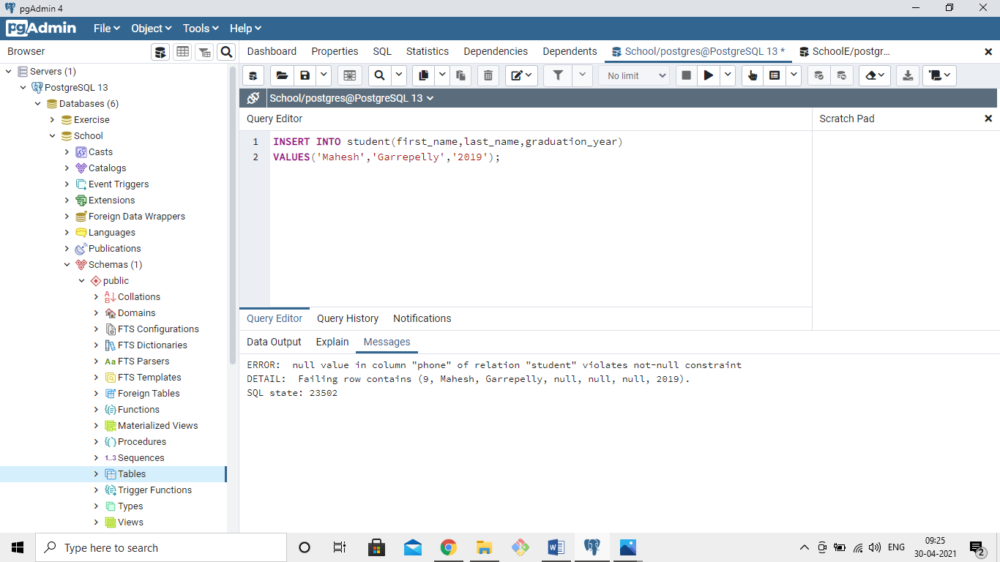 pgAdmin 4
pgAdmin File Object Tools Help
Browser
Dashboard Properties SQL Statistics Dependencies Dependents School/postgres@PostgreSQL 13 * SchoolE/postgr...
No limit
School/postgres@PostgreSQL 13
Query Editor
Scratch Pad
1 INSERT INTO student(first_name,last_name,graduation_year)
2 VALUES('Mahesh','Garrepelly','2019');
Servers (1)
PostgreSQL 13
Databases (6)
Exercise
School
Casts
Catalogs
Event Triggers
Extensions
Foreign Data Wrappers
Languages
Publications
Schemas (1)
public
Collations
Domains
FTS Configurations
FTS Dictionaries
Aa FTS Parsers
FTS Templates
Foreign Tables
Functions
Materialized Views
Procedures
1..3 Sequences
Tables
Trigger Functions
Types
Views
Query Editor Query History Notifications
Data Output Explain Messages
ERROR:  null value in column "phone" of relation "student" violates not-null constraint
DETAIL:  Failing row contains (9, Mahesh, Garrepelly, null, null, null, 2019).
SQL state: 23502
Type here to search
ENG
09:25
30-04-2021
2